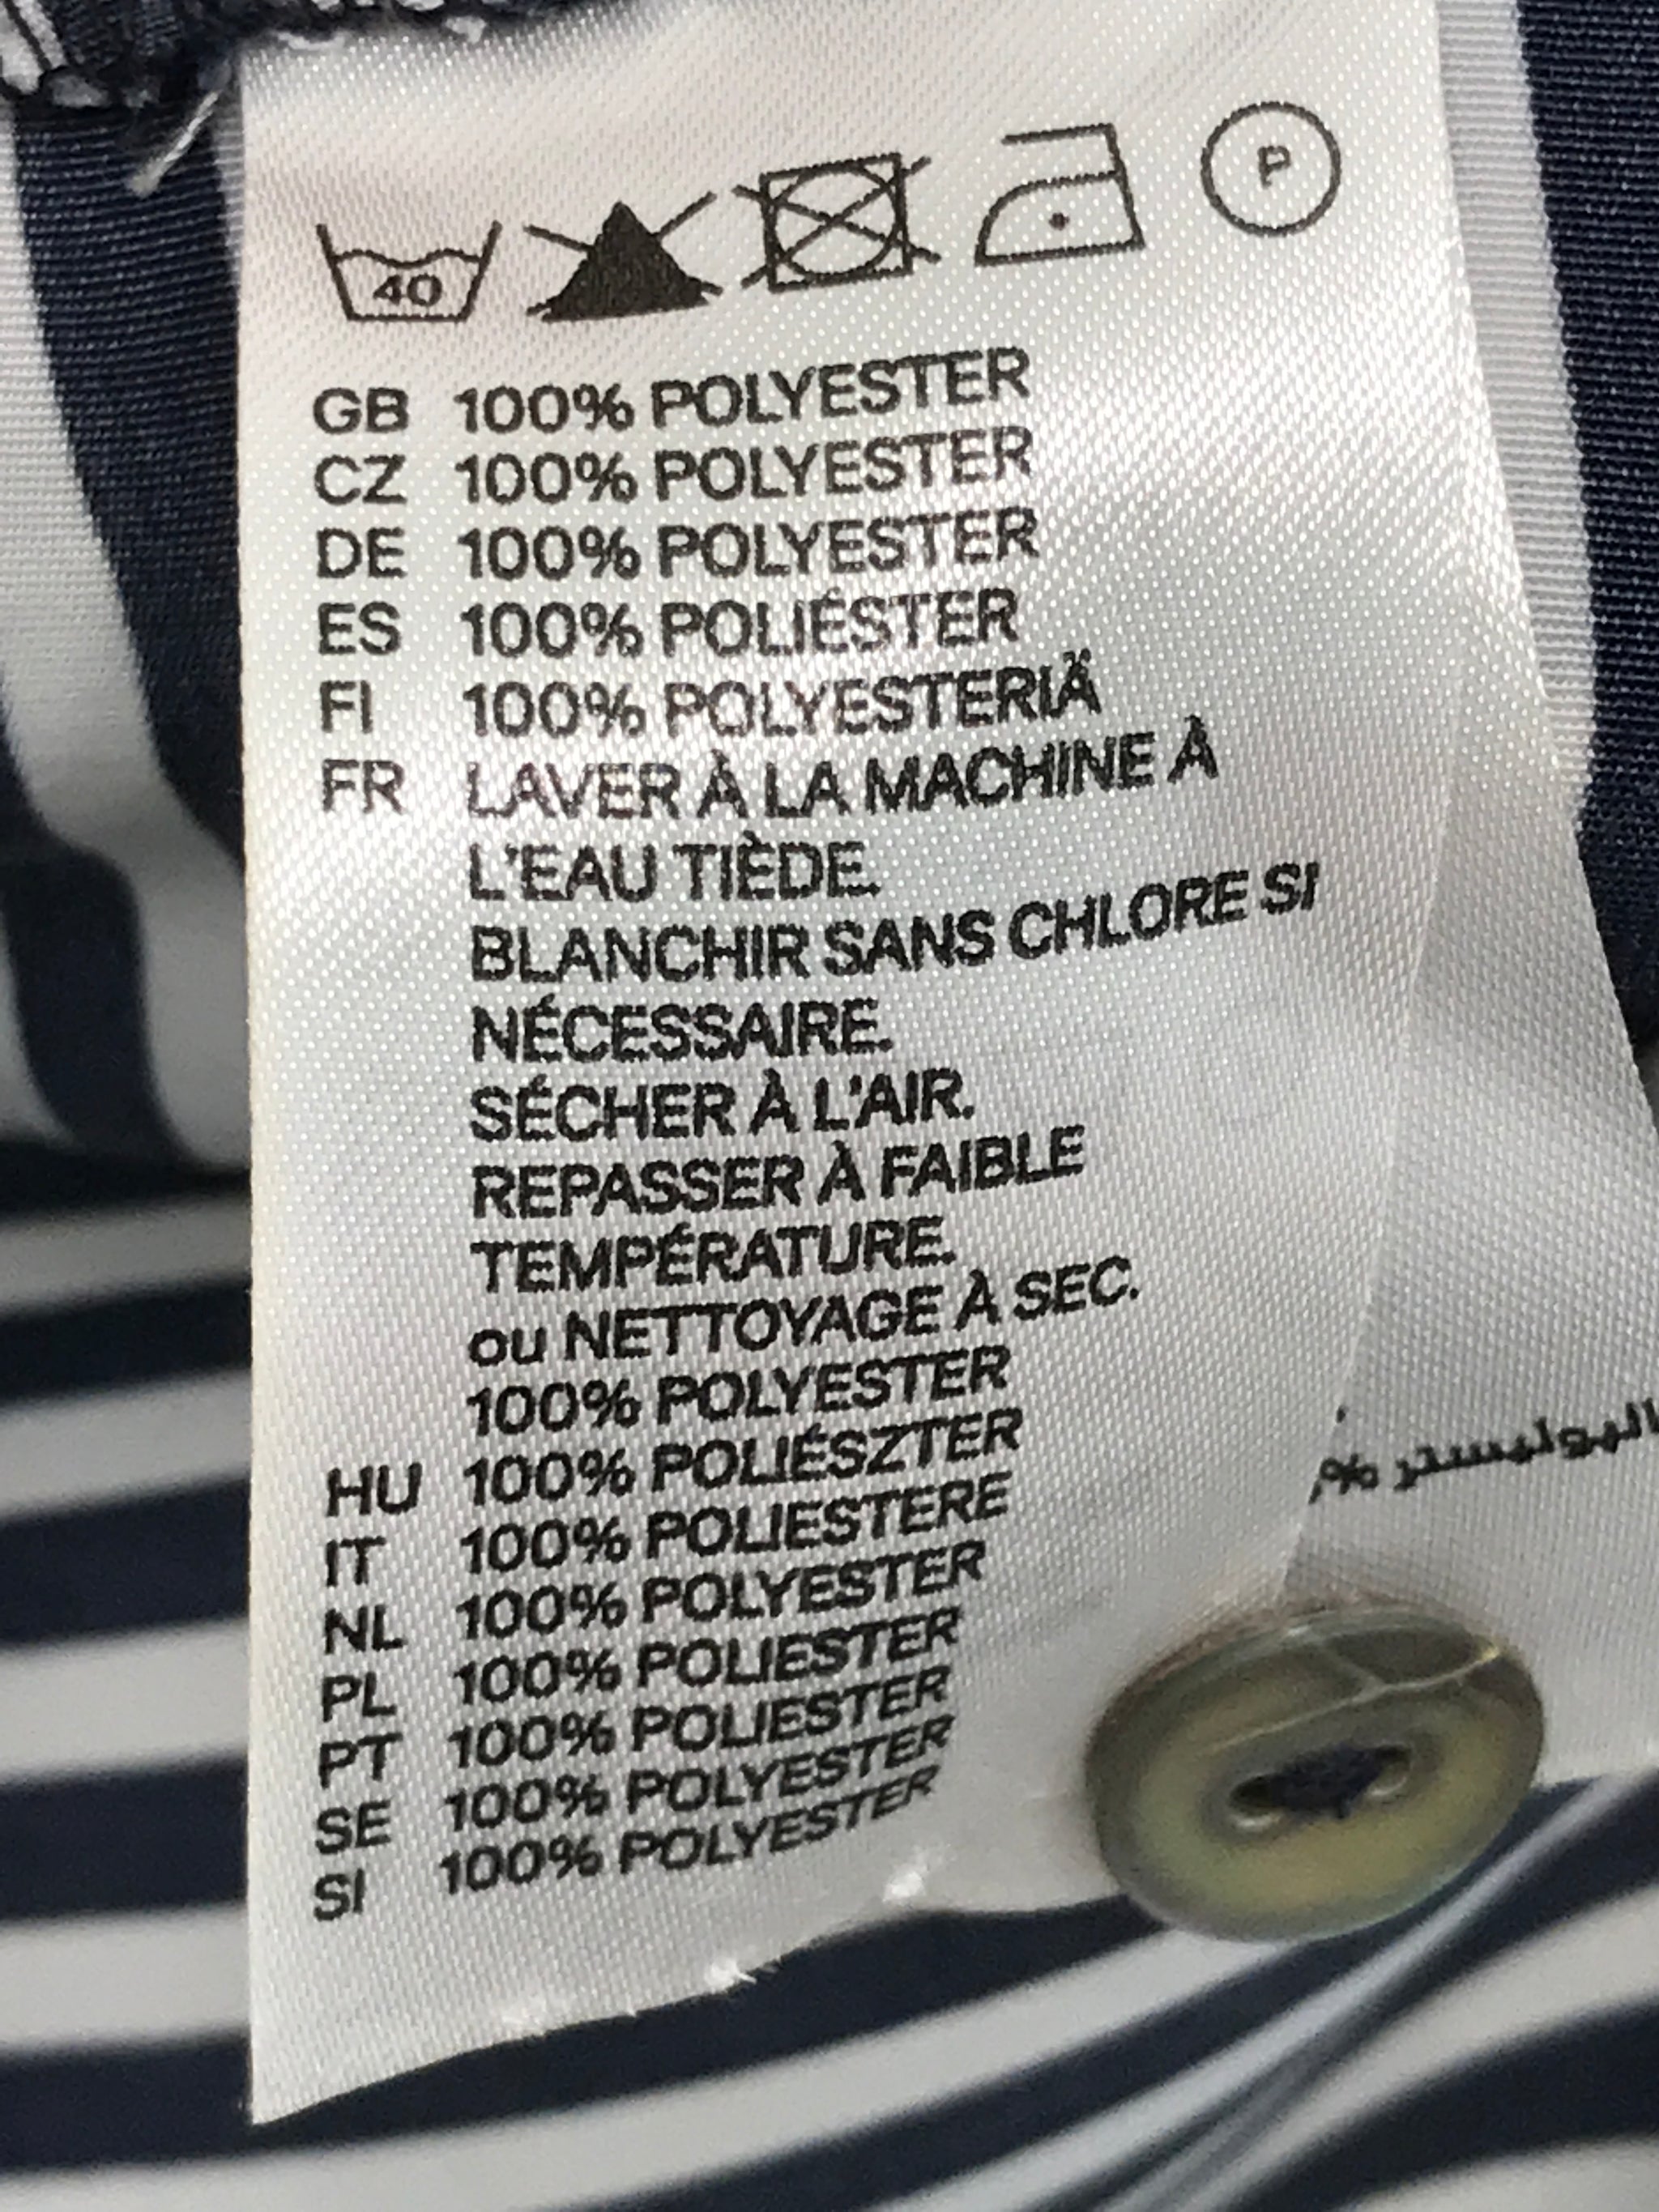 40
P
GB 100% POLYESTER
CZ 100% POLYESTER
DE 100% POLYESTER
ES 100% POLIÉSTER
FI 100% POLYESTERIÄ
FR LAVER À LA MACHINE À
L'EAU TIÈDE.
BLANCHIR SANS CHLORE SI
NÉCESSAIRE.
SÉCHER À L'AIR.
REPASSER À FAIBLE
TEMPÉRATURE.
ou NETTOYAGE À SEC.
100% POLYESTER
HU 100% POLIÉSZTER
IT 100% POLIESTERE
NL 100% POLYESTER
PL 100% POLIESTER
PT 100% POLIESTER
SE 100% POLYESTER
SI 100% POLYESTER